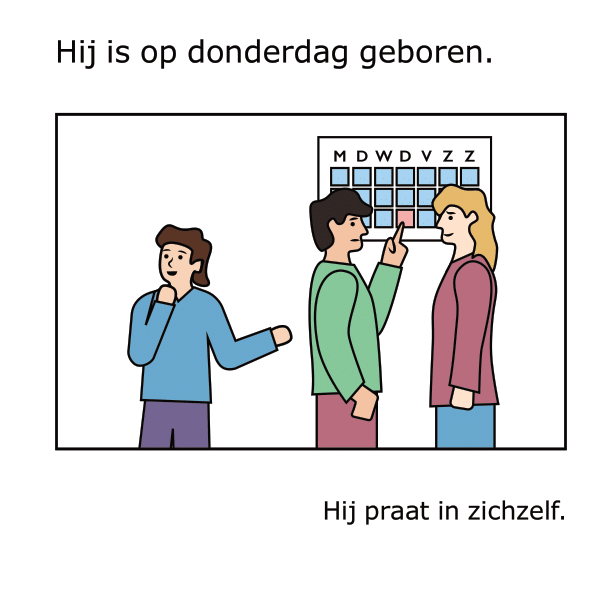 Hij is op donderdag geboren.
M D W D V Z Z
Hij praat in zichzelf.